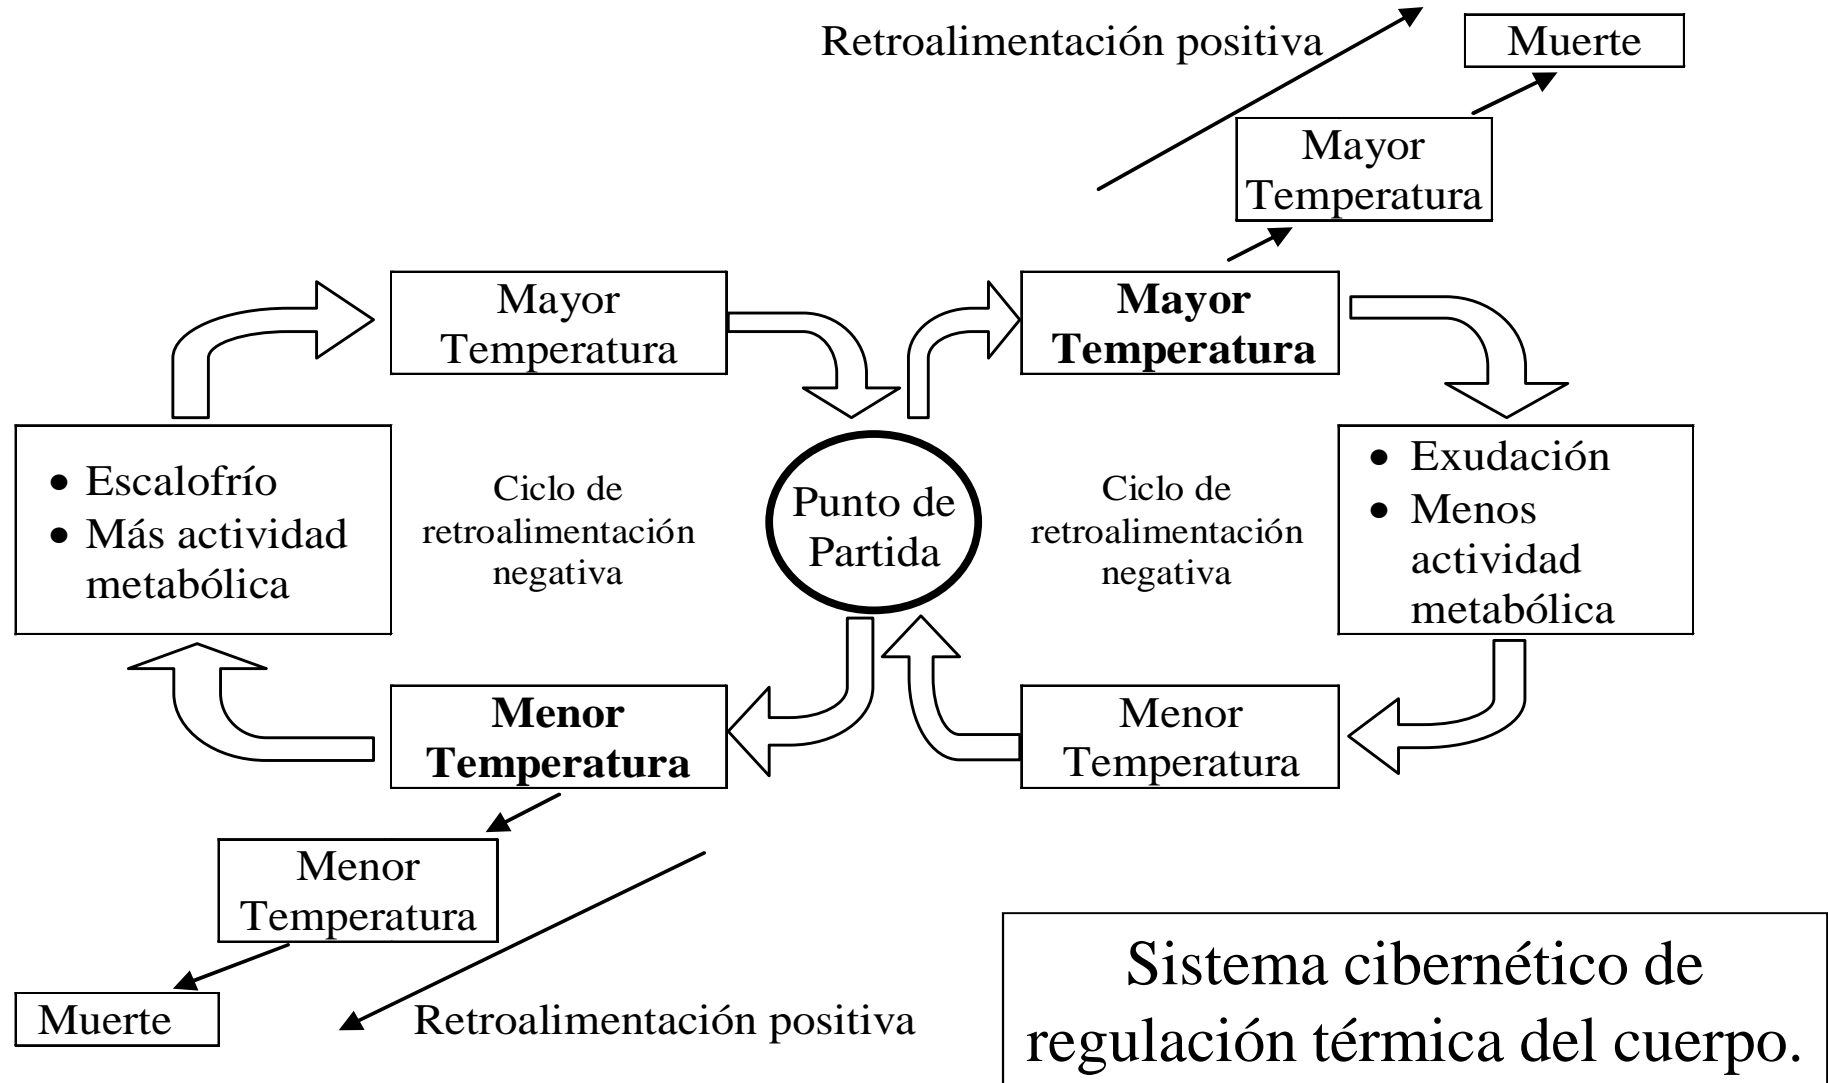 Retroalimentación positiva
Muerte
Mayor
Temperatura
Mayor
Temperatura
Mayor
Temperatura
• Escalofrío
• Más actividad
metabólica
Ciclo de
retroalimentación
negativa
Punto de
Partida
Ciclo de
retroalimentación
negativa
• Exudación
• Menos
actividad
metabólica
Menor
Temperatura
Menor
Temperatura
Menor
Temperatura
Muerte
Retroalimentación positiva
Sistema cibernético de
regulación térmica del cuerpo.